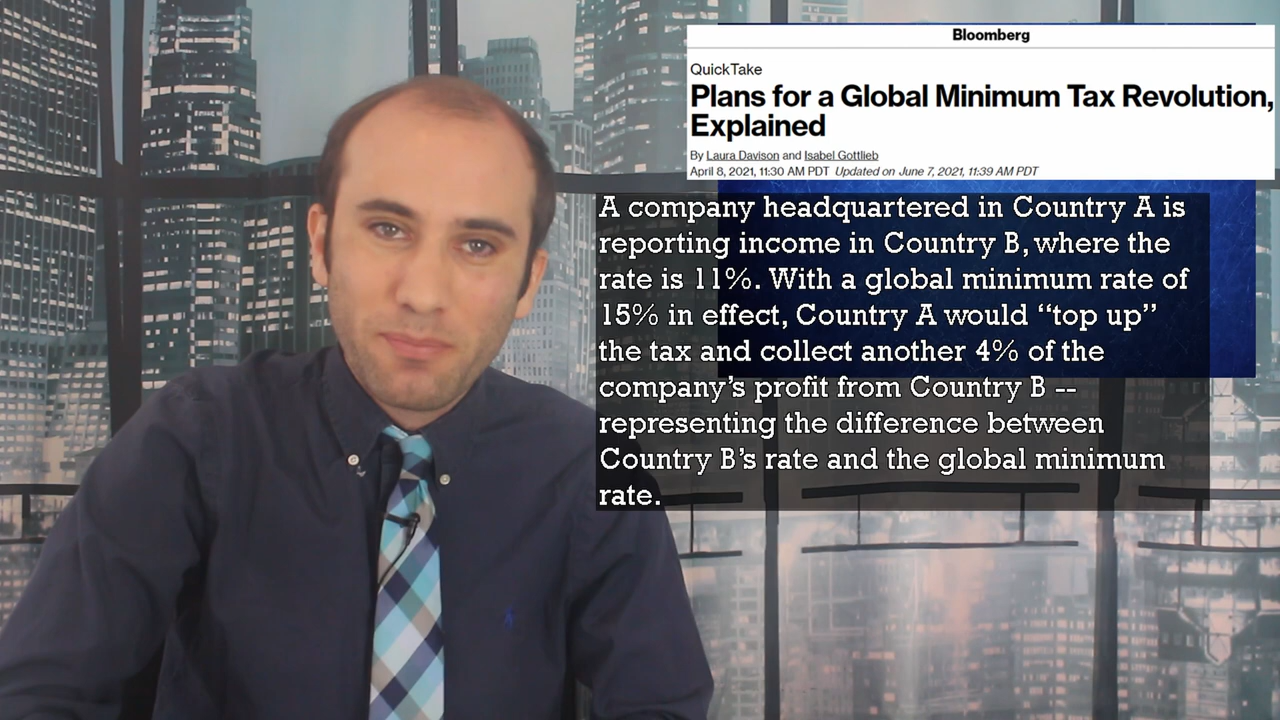 Bloomberg
QuickTake
Plans for a Global Minimum Tax Revolution,
Explained
By Laura Davison and Isabel Gottlieb
April 8, 2021, 11:30 AM PDT Updated on June 7, 2021, 11:39 AM PDT
A company headquartered in Country A is
reporting income in Country B, where the
rate is 11%. With a global minimum rate of
15% in effect, Country A would “top up”
the tax and collect another 4% of the
company’s profit from Country B --
representing the difference between
Country B’s rate and the global minimum
rate.